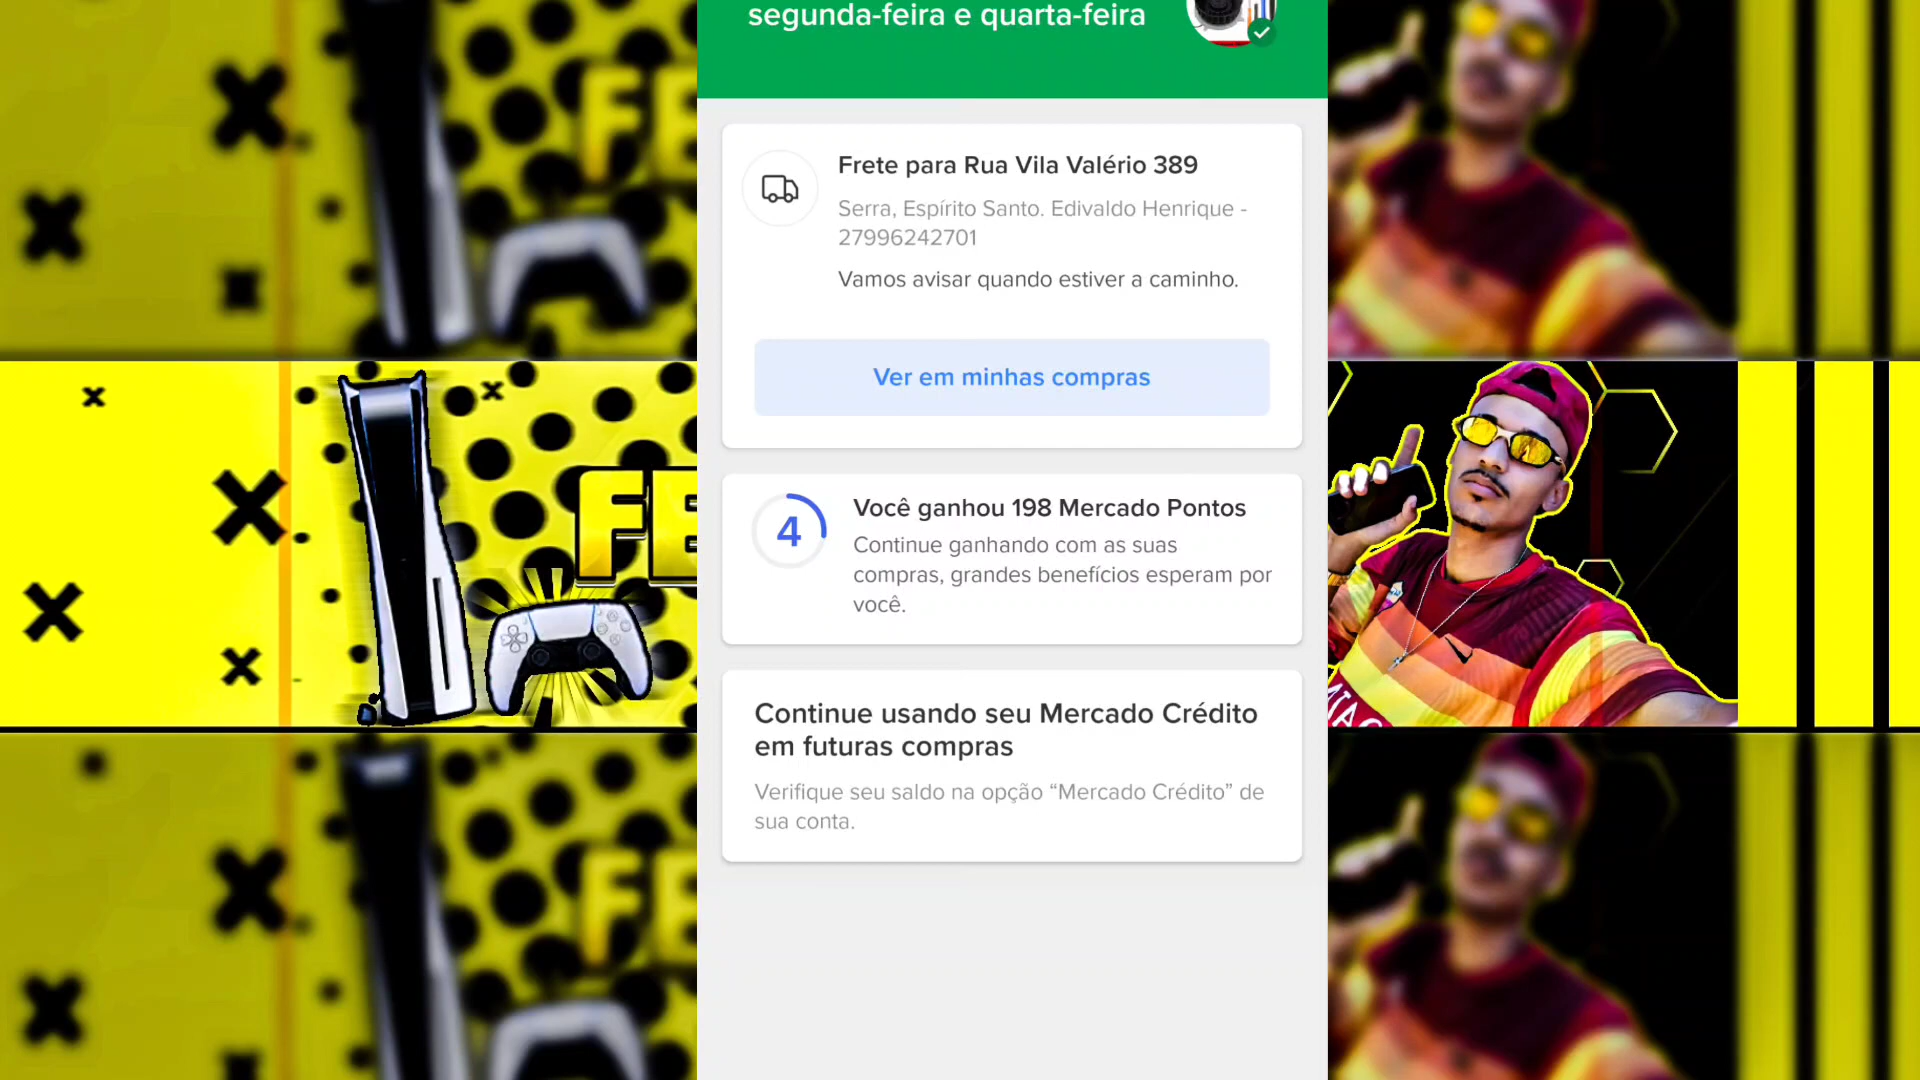 segunda-feira e quarta-feira
Frete para Rua Vila Valério 389
Serra, Espírito Santo. Edivaldo Henrique -
27996242701
Vamos avisar quando estiver a caminho.
Ver em minhas compras
4
Você ganhou 198 Mercado Pontos
Continue ganhando com as suas
compras, grandes benefícios esperam por
você.
Continue usando seu Mercado Crédito
em futuras compras
Verifique seu saldo na opção “Mercado Crédito” de
sua conta.
FE